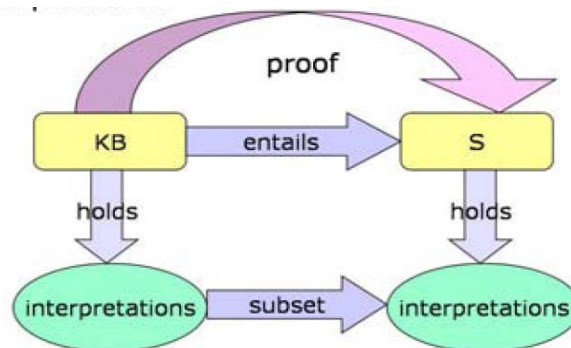 proof
KB
entails
S
holds
holds
interpretations
subset
interpretations